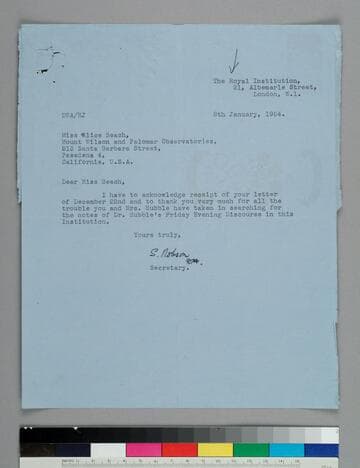 The Royal Institution,
21, Albemarle Street,
London, W.1.
8th January, 1954.
Miss Alice Beach,
Mount Wilson and Palomar Observatories,
813 Santa Barbara Street,
Pasadena 4,
California, U.S.A.
Dear Miss Beach,
I have to acknowledge receipt of your letter
of December 22nd and to thank you very much for all the
trouble you and Mrs. Hubble have taken in searching for
the notes of Dr. Hubble's Friday Evening Discourse in this
Institution.
Yours truly,
S. Robson
Secretary.